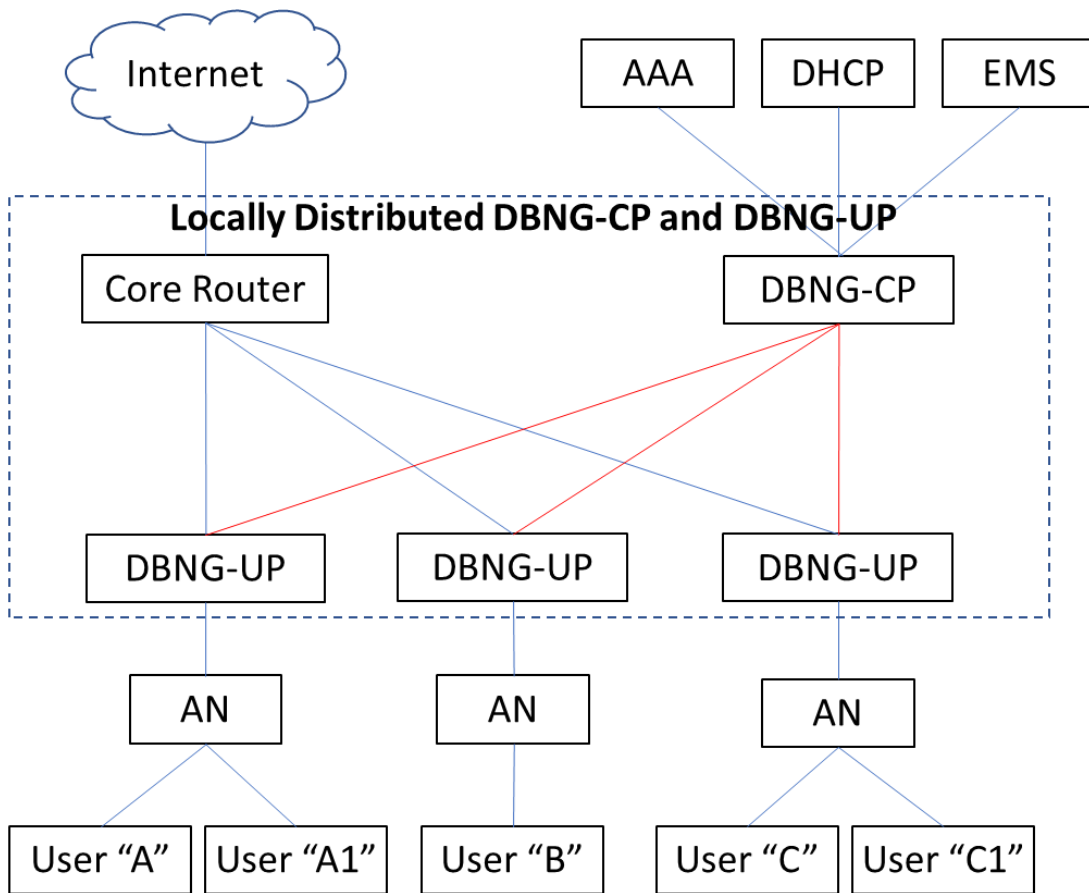 Internet
AAA
DHCP
EMS
Locally Distributed DBNG-CP and DBNG-UP
Core Router
DBNG-CP
DBNG-UP
DBNG-UP
DBNG-UP
AN
AN
AN
User “A”
User “A1”
User “B”
User “C”
User “C1”